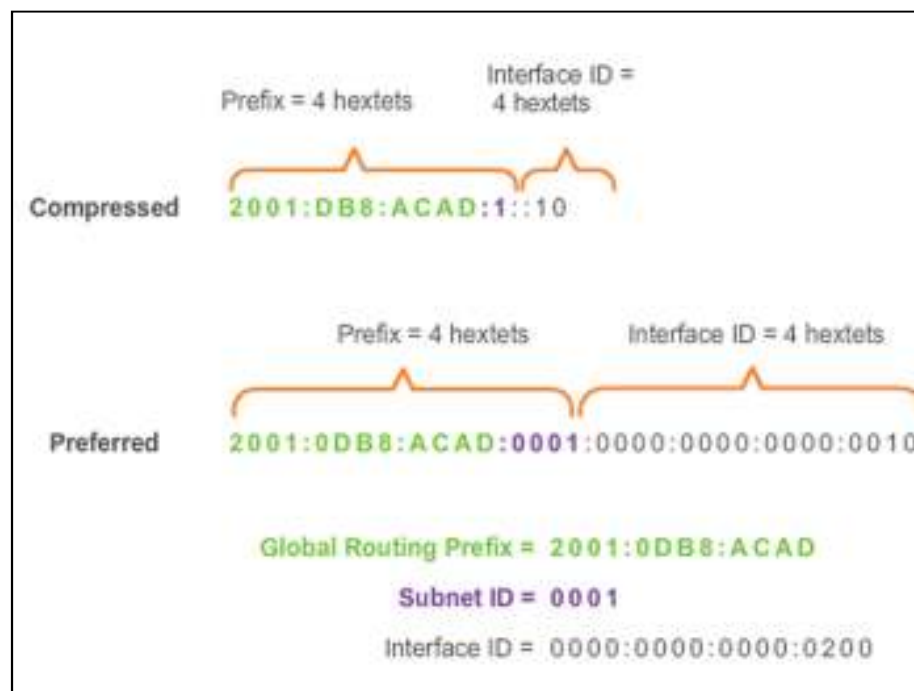 Prefix = 4 hextets
Interface ID =
4 hextets
Compressed 2001:DB8:ACAD:1::10
Prefix = 4 hextets Interface ID = 4 hextets
Preferred 2001:0DB8:ACAD:0001:0000:0000:0000:0010
Global Routing Prefix = 2001:0DB8:ACAD
Subnet ID = 0001
Interface ID = 0000:0000:0000:0200